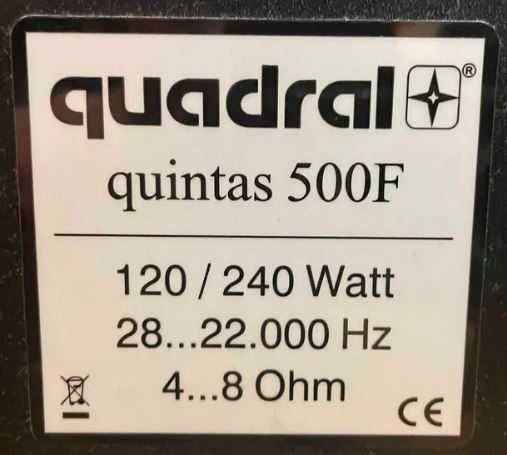 quadral®
quintas 500F
120 / 240 Watt
28...22.000 Hz
4...8 Ohm
CE